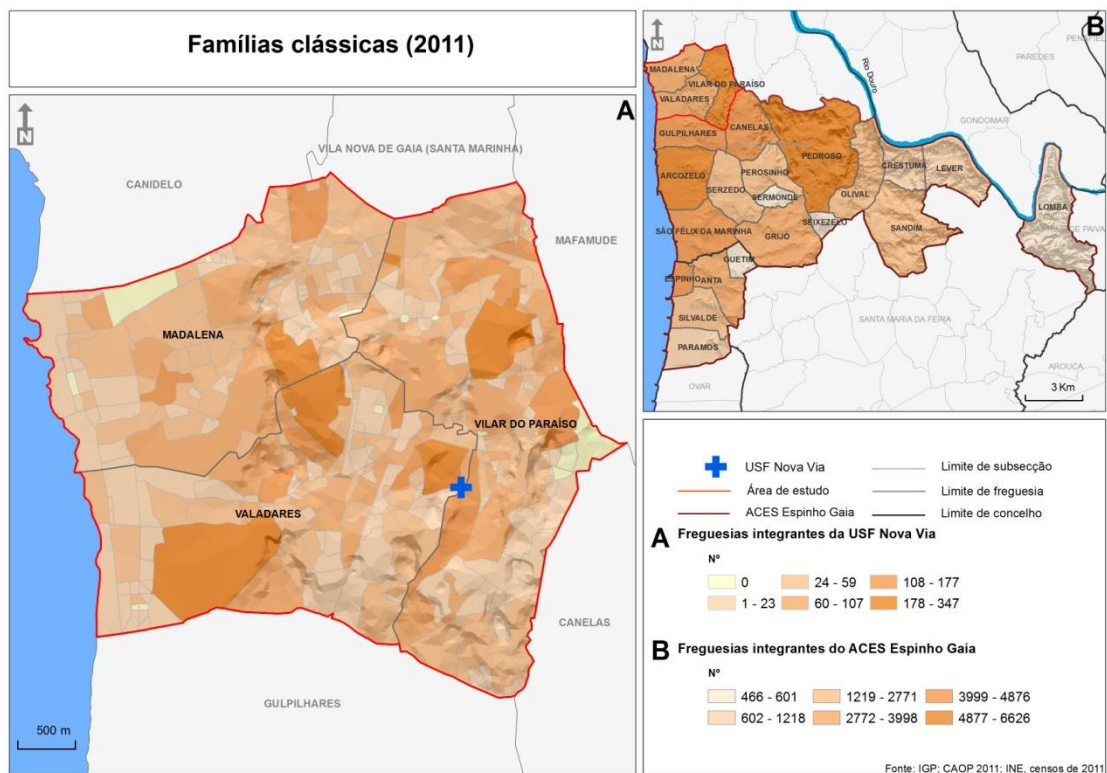 Famílias clássicas (2011)
A
N
VILA NOVA DE GAIA (SANTA MARINHA)
CANIDELO
MAFAMUDE
MADALENA
VILAR DO PARAÍSO
VALADARES
CANELAS
GULPILHARES
500 m
B
N
PENAFIEL
PAREDES
Rio Douro
MADALENA
VILAR DO PARAÍSO
VALADARES
GONDOMAR
GULPILHARES
CANELAS
PEDROSO
CRESTUMA
LEVER
ARCOZELO
PEROSINHO
SERZEDO
OLIVAL
SERMONDE
LOMBA
SEIXEZELO
SÃO FÉLIX DA MARINHA
GRIJÓ
SANDIM
GUETIM
ESPINHO
ANTA
SILVALDE
SANTA MARIA DA FEIRA
PARAMOS
AROUCA
OVAR
3 Km
USF Nova Via
Limite de subsecção
Área de estudo
Limite de freguesia
ACES Espinho Gaia
Limite de concelho
A Freguesias integrantes da USF Nova Via
Nº
0 24 - 59 108 - 177
1 - 23 60 - 107 178 - 347
B Freguesias integrantes do ACES Espinho Gaia
Nº
466 - 601 1219 - 2771 3999 - 4876
602 - 1218 2772 - 3998 4877 - 6626
Fonte: IGP; CAOP 2011; INE, censos de 2011